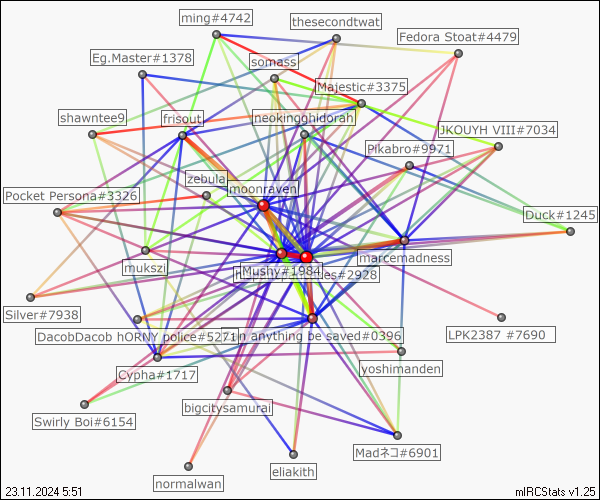 ming#4742
thesecondtwat
Fedora Stoat#4479
Eg.Master#1378
somass
Majestic#3375
shawntee9
frisout
neokingghidorah
JKOUYH VIII#7034
Pikabro#9971
zebula
moonraven
Pocket Persona#3326
Duck#1245
marcemadness
mukszi
Mushy#1984
#2928
Silver#7938
DacobDacob hORNY police#5271
anything be saved#0396
LPK2387 #7690
yoshimanden
Cypha#1717
bigcitysamurai
Swirly Boi#6154
Madネコ#6901
eliakith
normalwan
23.11.2024 5:51
mIRCStats v1.25